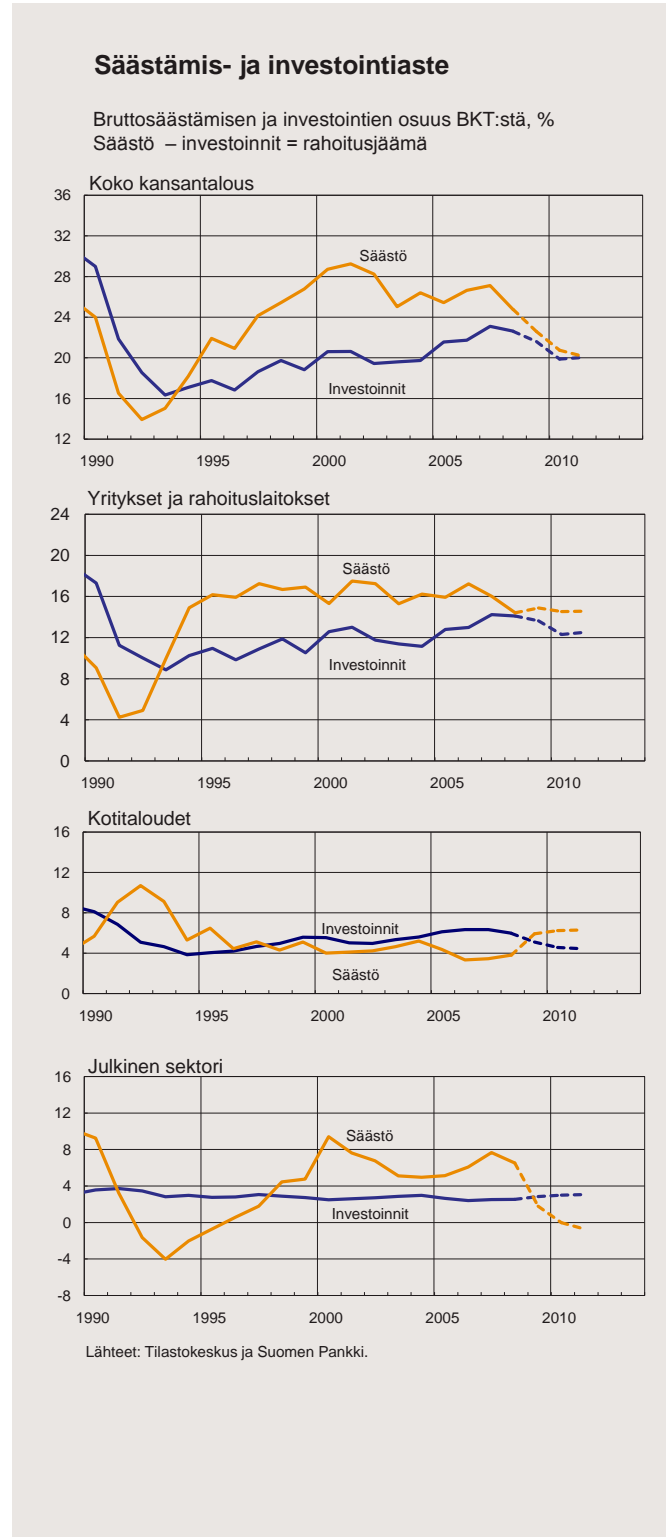 Säästämis- ja investointiaste
Bruttosäästämisen ja investointien osuus BKT:stä, %
Säästö – investoinnit = rahoitusjäämä
Koko kansantalous
36
32
28
24
20
16
12
Säästö
Investoinnit
1990 1995 2000 2005 2010
Yritykset ja rahoituslaitokset
24
20
16
12
8
4
0
Säästö
Investoinnit
1990 1995 2000 2005 2010
Kotitaloudet
16
12
8
4
0
Investoinnit
Säästö
1990 1995 2000 2005 2010
Julkinen sektori
16
12
8
4
0
-4
-8
Säästö
Investoinnit
1990 1995 2000 2005 2010
Lähteet: Tilastokeskus ja Suomen Pankki.